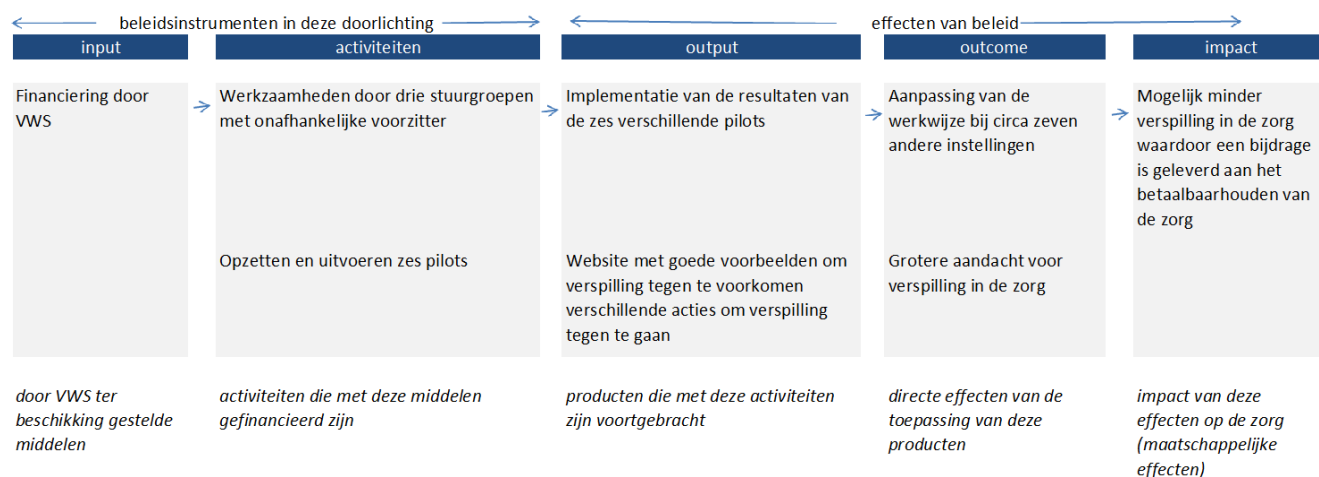 beleidsinstrumenten in deze doorlichting
effecten van beleid
input
activiteiten
output
outcome
impact
Financiering door
VWS
Werkzaamheden door drie stuurgroepen
met onafhankelijke voorzitter
Opzetten en uitvoeren zes pilots
Implementatie van de resultaten van
de zes verschillende pilots
Website met goede voorbeelden om
verspilling tegen te voorkomen
verschillende acties om verspilling
tegen te gaan
Aanpassing van de
werkwijze bij circa zeven
andere instellingen
Grotere aandacht voor
verspilling in de zorg
Mogelijk minder
verspilling in de zorg
waardoor een bijdrage
is geleverd aan het
betaalbaarhouden van
de zorg
door VWS ter
beschikking gestelde
middelen
activiteiten die met deze middelen
gefinancierd zijn
producten die met deze activiteiten
zijn voortgebracht
directe effecten van de
toepassing van deze
producten
impact van deze
effecten op de zorg
(maatschappelijke
effecten)